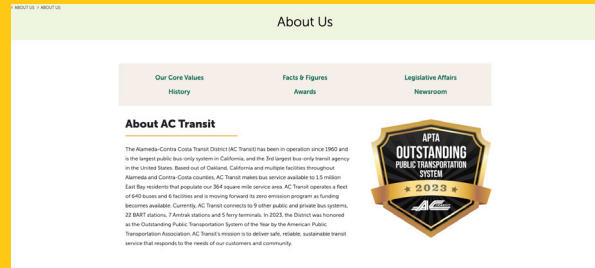 > ABOUT US > ABOUT US
About Us
Our Core Values
Facts & Figures
Legislative Affairs
History
Awards
Newsroom
About AC Transit
The Alameda-Contra Costa Transit District (AC Transit) has been in operation since 1960 and
is the largest public bus-only system in California, and the 3rd largest bus-only transit agency
in the United States. Based out of Oakland, California and multiple facilities throughout
Alameda and Contra-Costa counties, AC Transit makes bus service available to 1.5 million
East Bay residents that populate our 364 square mile service area. AC Transit operates a fleet
of 640 buses and 6 facilities and is moving forward its zero emission program as funding
becomes available. Currently, AC Transit connects to 9 other public and private bus systems,
22 BART stations, 7 Amtrak stations and 5 ferry terminals. In 2023, the District was honored
as the Outstanding Public Transportation System of the Year by the American Public
Transportation Association. AC Transit's mission is to deliver safe, reliable, sustainable transit
service that responds to the needs of our customers and community.
APTA
OUTSTANDING
PUBLIC TRANSPORTATION
SYSTEM
2023